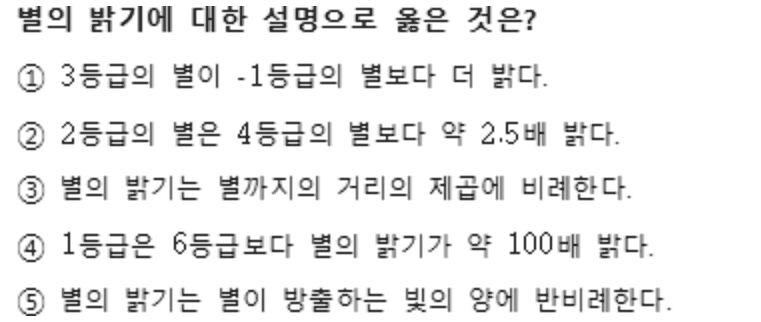 별의 밝기에 대한 설명으로 옳은 것은?
① 3등급의 별이 -1등급의 별보다 더 밝다.
② 2등급의 별은 4등급의 별보다 약 2.5배 밝다.
③ 별의 밝기는 별까지의 거리의 제곱에 비례한다.
④ 1등급은 6등급보다 별의 밝기가 약 100배 밝다.
⑤ 별의 밝기는 별이 방출하는 빛의 양에 반비례한다.